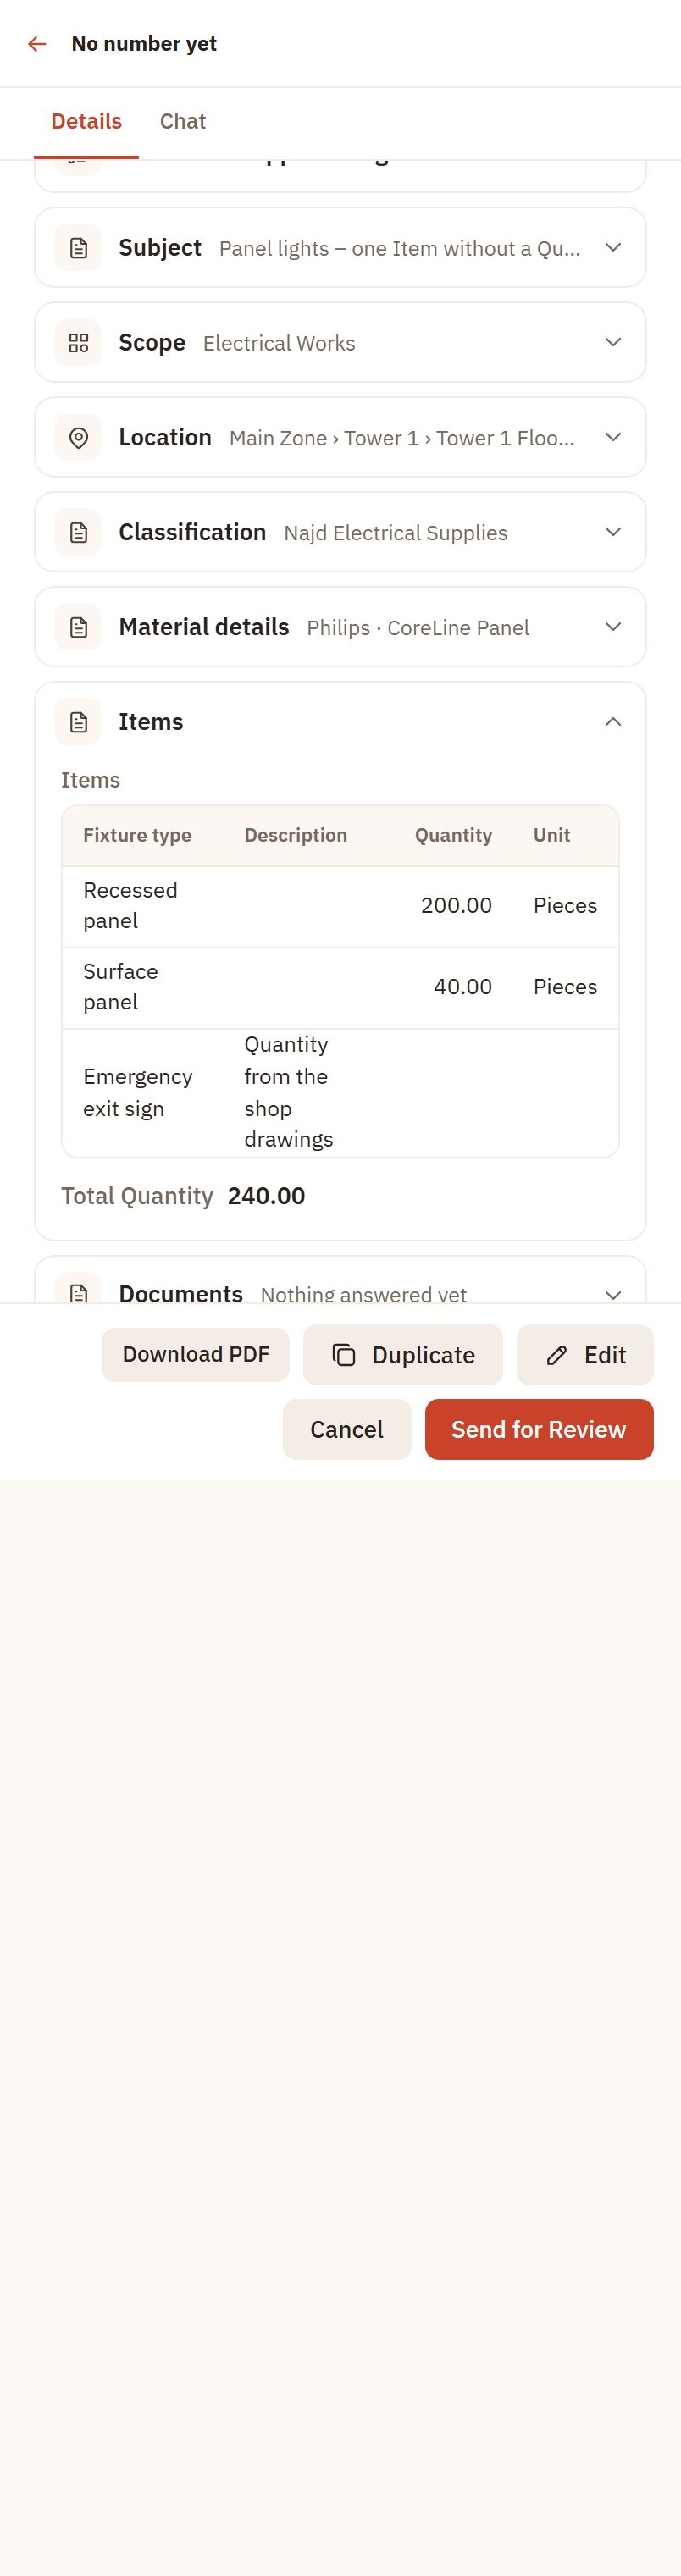 No number yet
Details Chat
Subject Panel lights – one Item without a Qu...
Scope Electrical Works
Location Main Zone › Tower 1 › Tower 1 Floo...
Classification Najd Electrical Supplies
Material details Philips · CoreLine Panel
Items
Items
Fixture type Description Quantity Unit
Recessed panel 200.00 Pieces
Surface panel 40.00 Pieces
Emergency exit sign Quantity from the shop drawings
Total Quantity 240.00
Documents Nothing answered yet
Download PDF Duplicate Edit
Cancel Send for Review